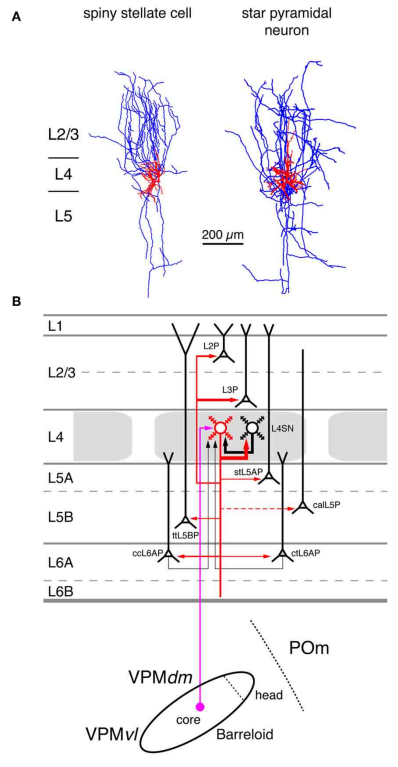 spiny stellate cell
star pyramidal
neuron
A
L2/3
L4
L5
200 µm
B
L1
L2P
L2/3
L3P
L4
L4SN
L5A
stL5AP
calL5P
L5B
ttL5BP
ccL6AP
ctL6AP
L6A
L6B
POm
VPMdm
head
core
VPMvl
Barreloid